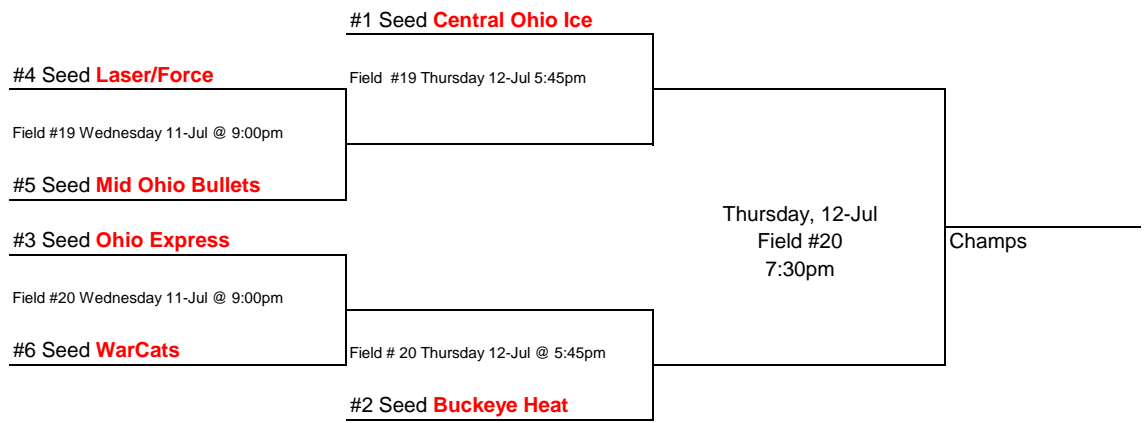 #1 Seed Central Ohio Ice
#4 Seed Laser/Force
Field #19 Thursday 12-Jul 5:45pm
Field #19 Wednesday 11-Jul @ 9:00pm
#5 Seed Mid Ohio Bullets
Thursday, 12-Jul
Field #20
7:30pm
#3 Seed Ohio Express
Champs
Field #20 Wednesday 11-Jul @ 9:00pm
#6 Seed WarCats
Field # 20 Thursday 12-Jul @ 5:45pm
#2 Seed Buckeye Heat